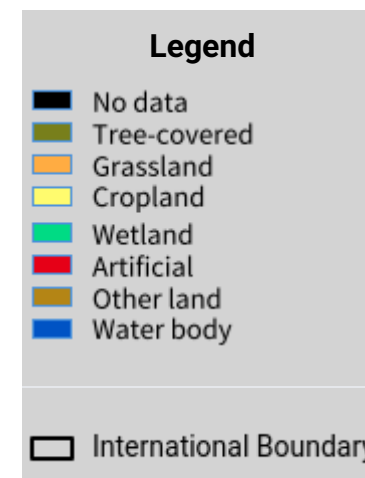 Legend
No data
Tree-covered
Grassland
Cropland
Wetland
Artificial
Other land
Water body
International Boundary